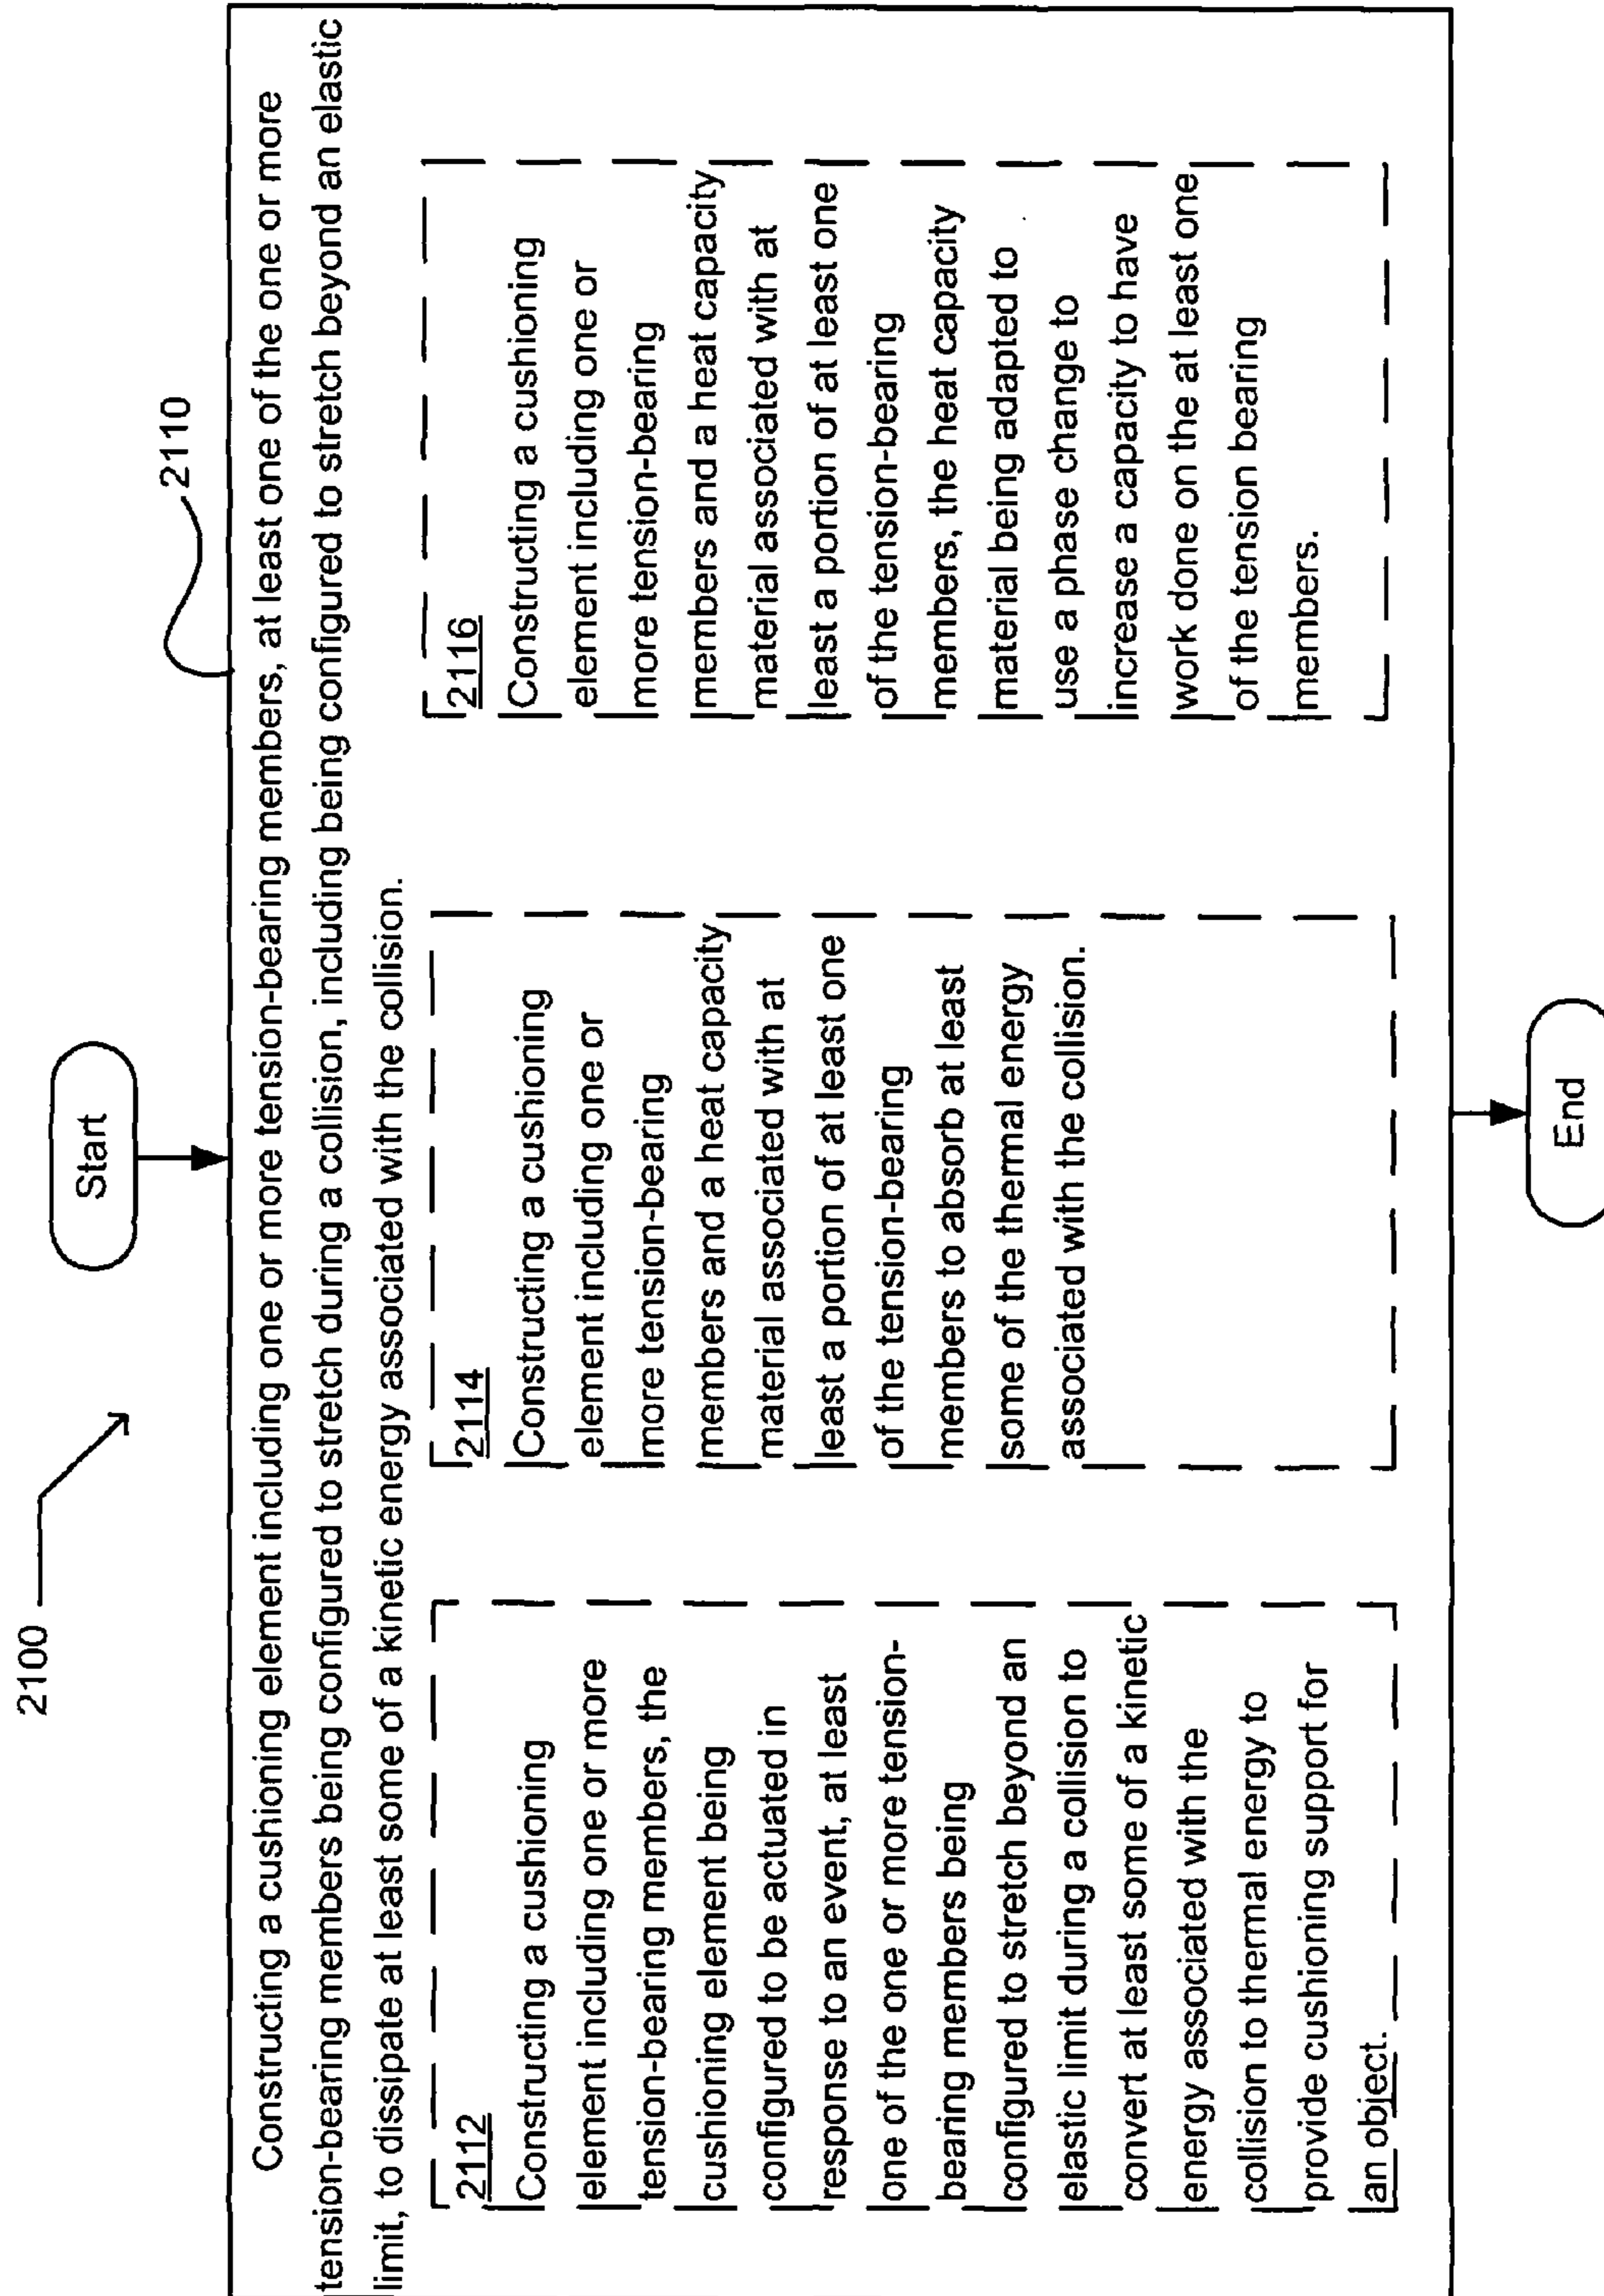 2100
Start
2110
Constructing a cushioning element including one or more tension-bearing members, at least one of the one or more
tension-bearing members being configured to stretch during a collision, including being configured to stretch beyond an elastic
limit, to dissipate at least some of a kinetic energy associated with the collision.
2112
Constructing a cushioning
element including one or more
tension-bearing members, the
cushioning element being
configured to be actuated in
response to an event, at least
one of the one or more tension-
bearing members being
configured to stretch beyond an
elastic limit during a collision to
convert at least some of a kinetic
energy associated with the
collision to thermal energy to
provide cushioning support for
an object.
2114
Constructing a cushioning
element including one or
more tension-bearing
members and a heat capacity
material associated with at
least a portion of at least one
of the tension-bearing
members to absorb at least
some of the thermal energy
associated with the collision.
2116
Constructing a cushioning
element including one or
more tension-bearing
members and a heat capacity
material associated with at
least a portion of at least one
of the tension-bearing
members, the heat capacity
material being adapted to
use a phase change to
increase a capacity to have
work done on the at least one
of the tension bearing
members.
End